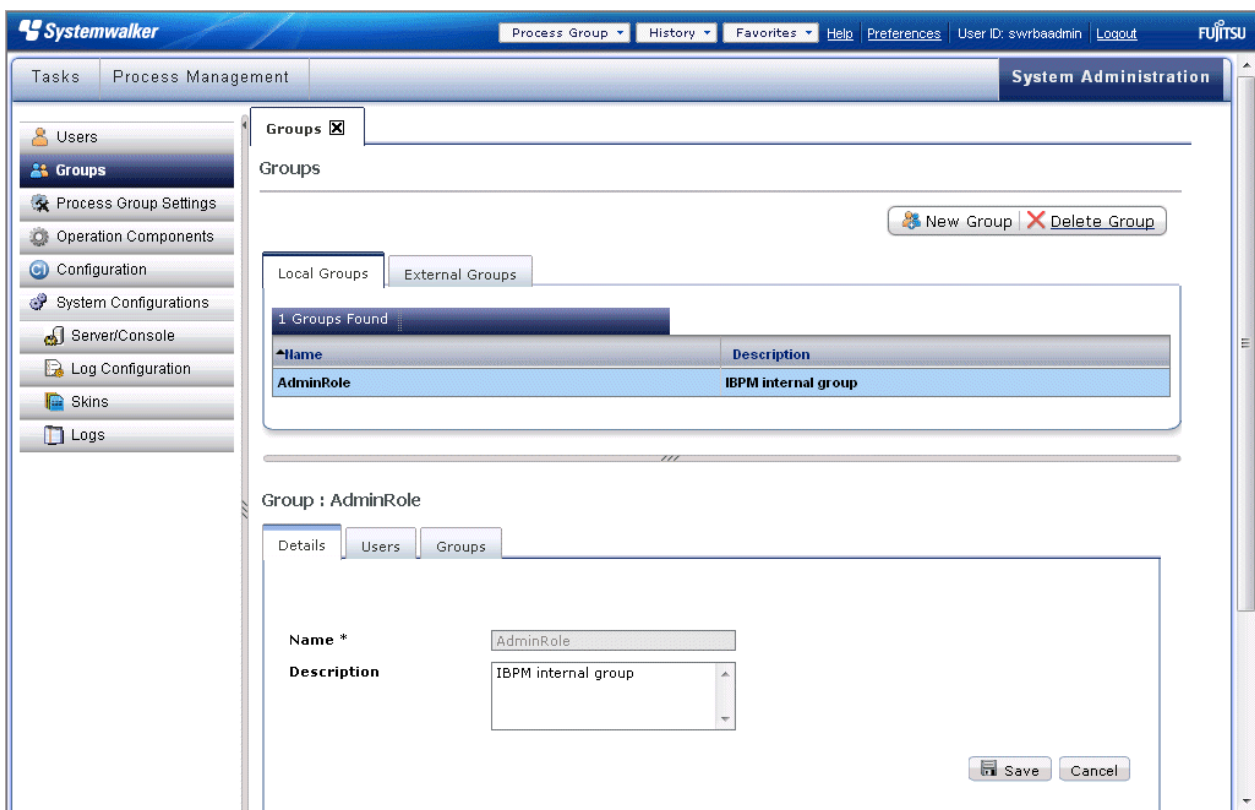 Systemwalker Process Group History Favorites Help Preferences User ID: swrbaadmin Logout FUJITSU
Tasks Process Management System Administration
Users
Groups
Process Group Settings
Operation Components
Configuration
System Configurations
Server/Console
Log Configuration
Skins
Logs
Groups
Groups
New Group Delete Group
Local Groups External Groups
1 Groups Found
Name Description
AdminRole IBPM internal group
Group : AdminRole
Details Users Groups
Name * AdminRole
Description IBPM internal group
Save Cancel